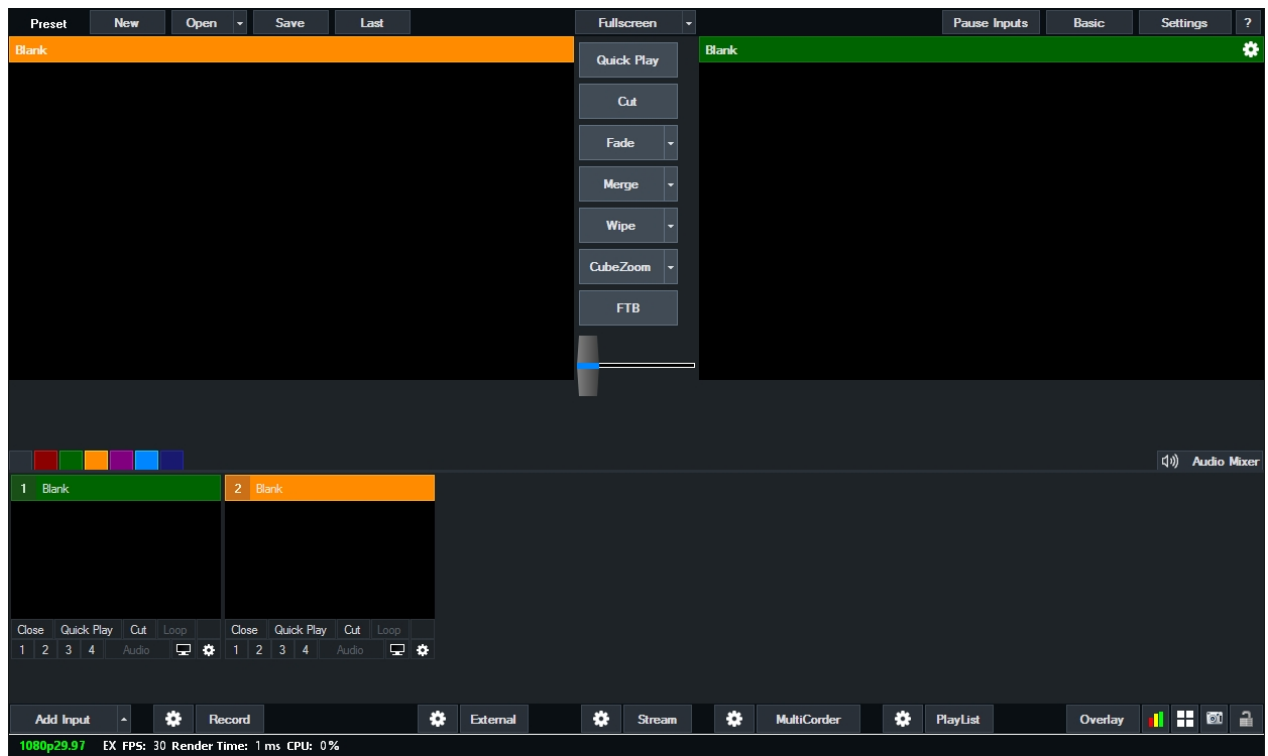 Preset New Open Save Last Fullscreen Pause Inputs Basic Settings ?
Blank
Blank
Quick Play
Cut
Fade
Merge
Wipe
CubeZoom
FTB
Audio Mixer
1 Blank
2 Blank
Close Quick Play Cut Loop
Close Quick Play Cut Loop
1 2 3 4 Audio
1 2 3 4 Audio
Add Input Record External Stream MultiCorder PlayList Overlay
1080p29.97 EX FPS: 30 Render Time: 1 ms CPU: 0%